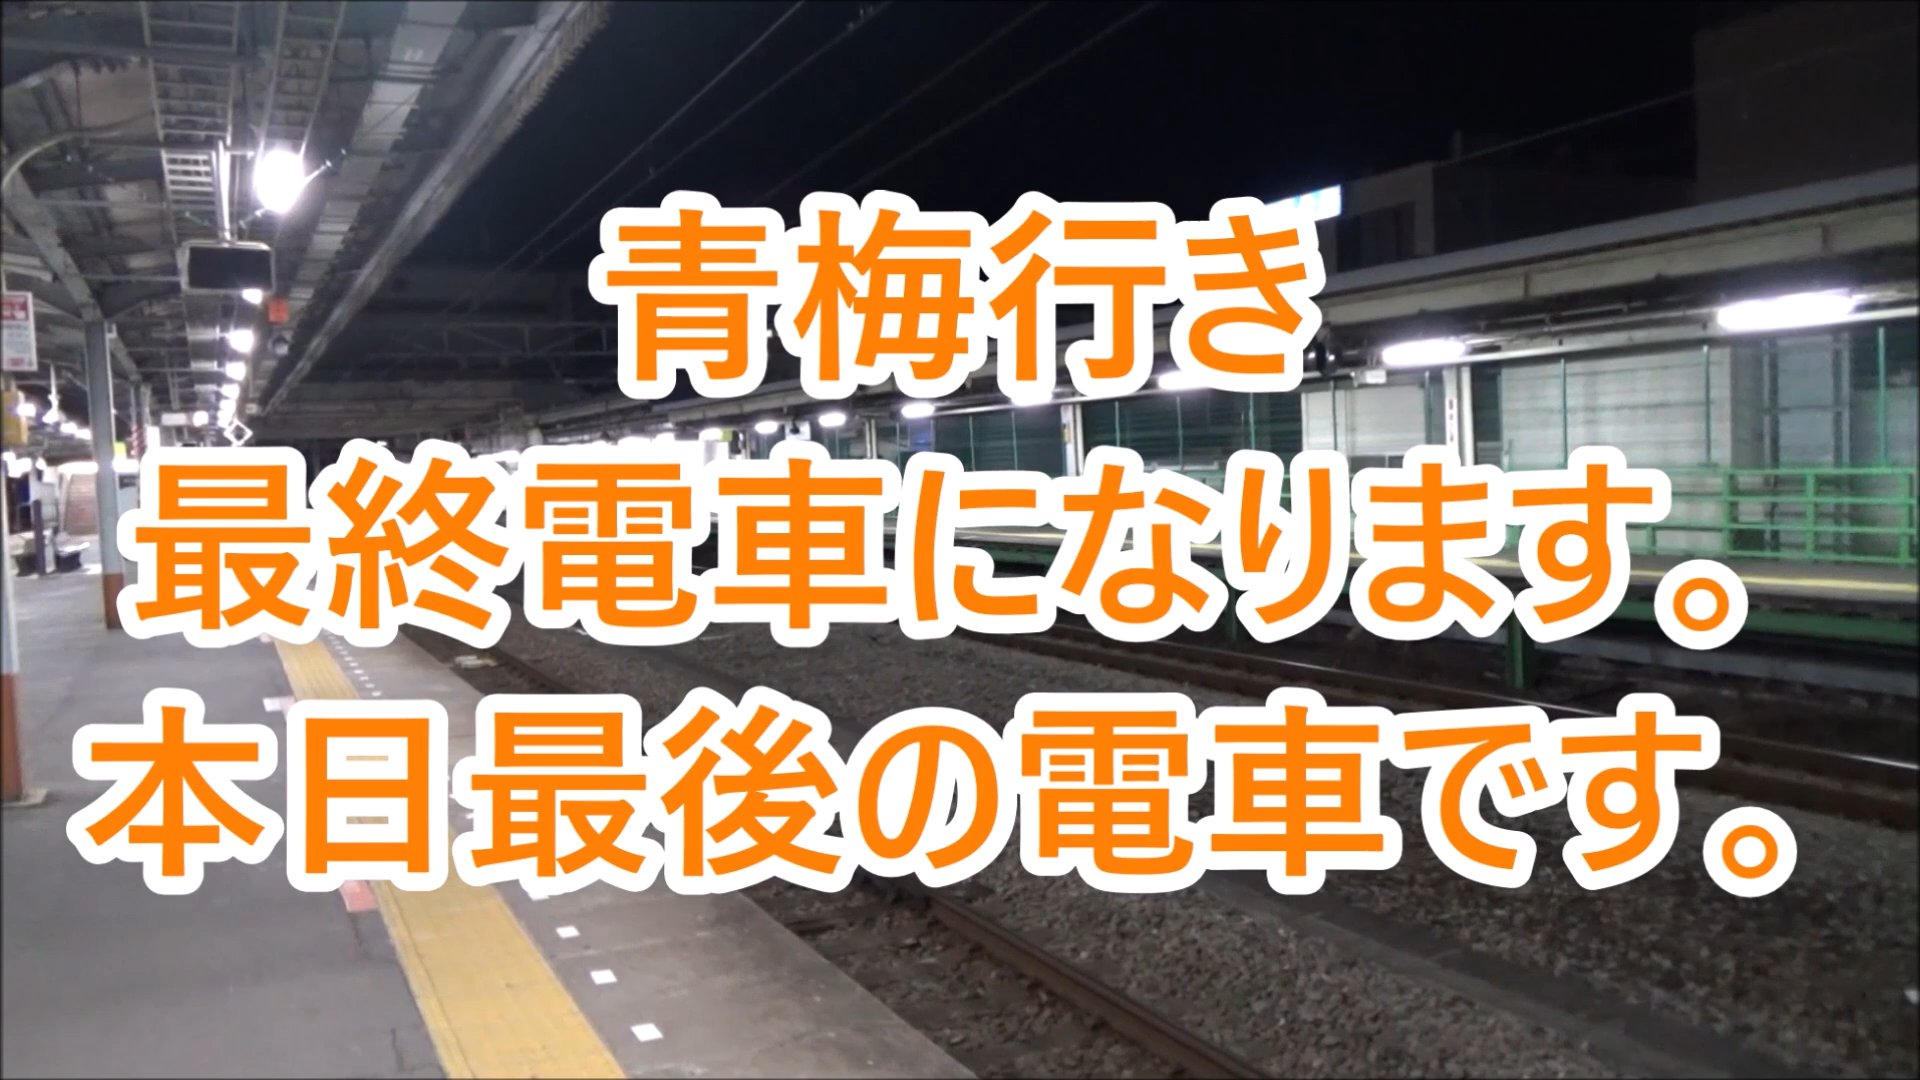 青梅行き
最終電車になります。
本日最後の電車です。